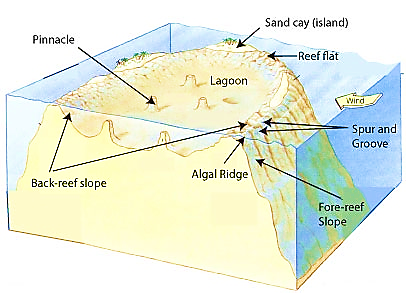 Sand cay (island)
Pinnacle
Reef flat
Lagoon
Wind
Spur and
Groove
Back-reef slope
Algal Ridge
Fore-reef
Slope